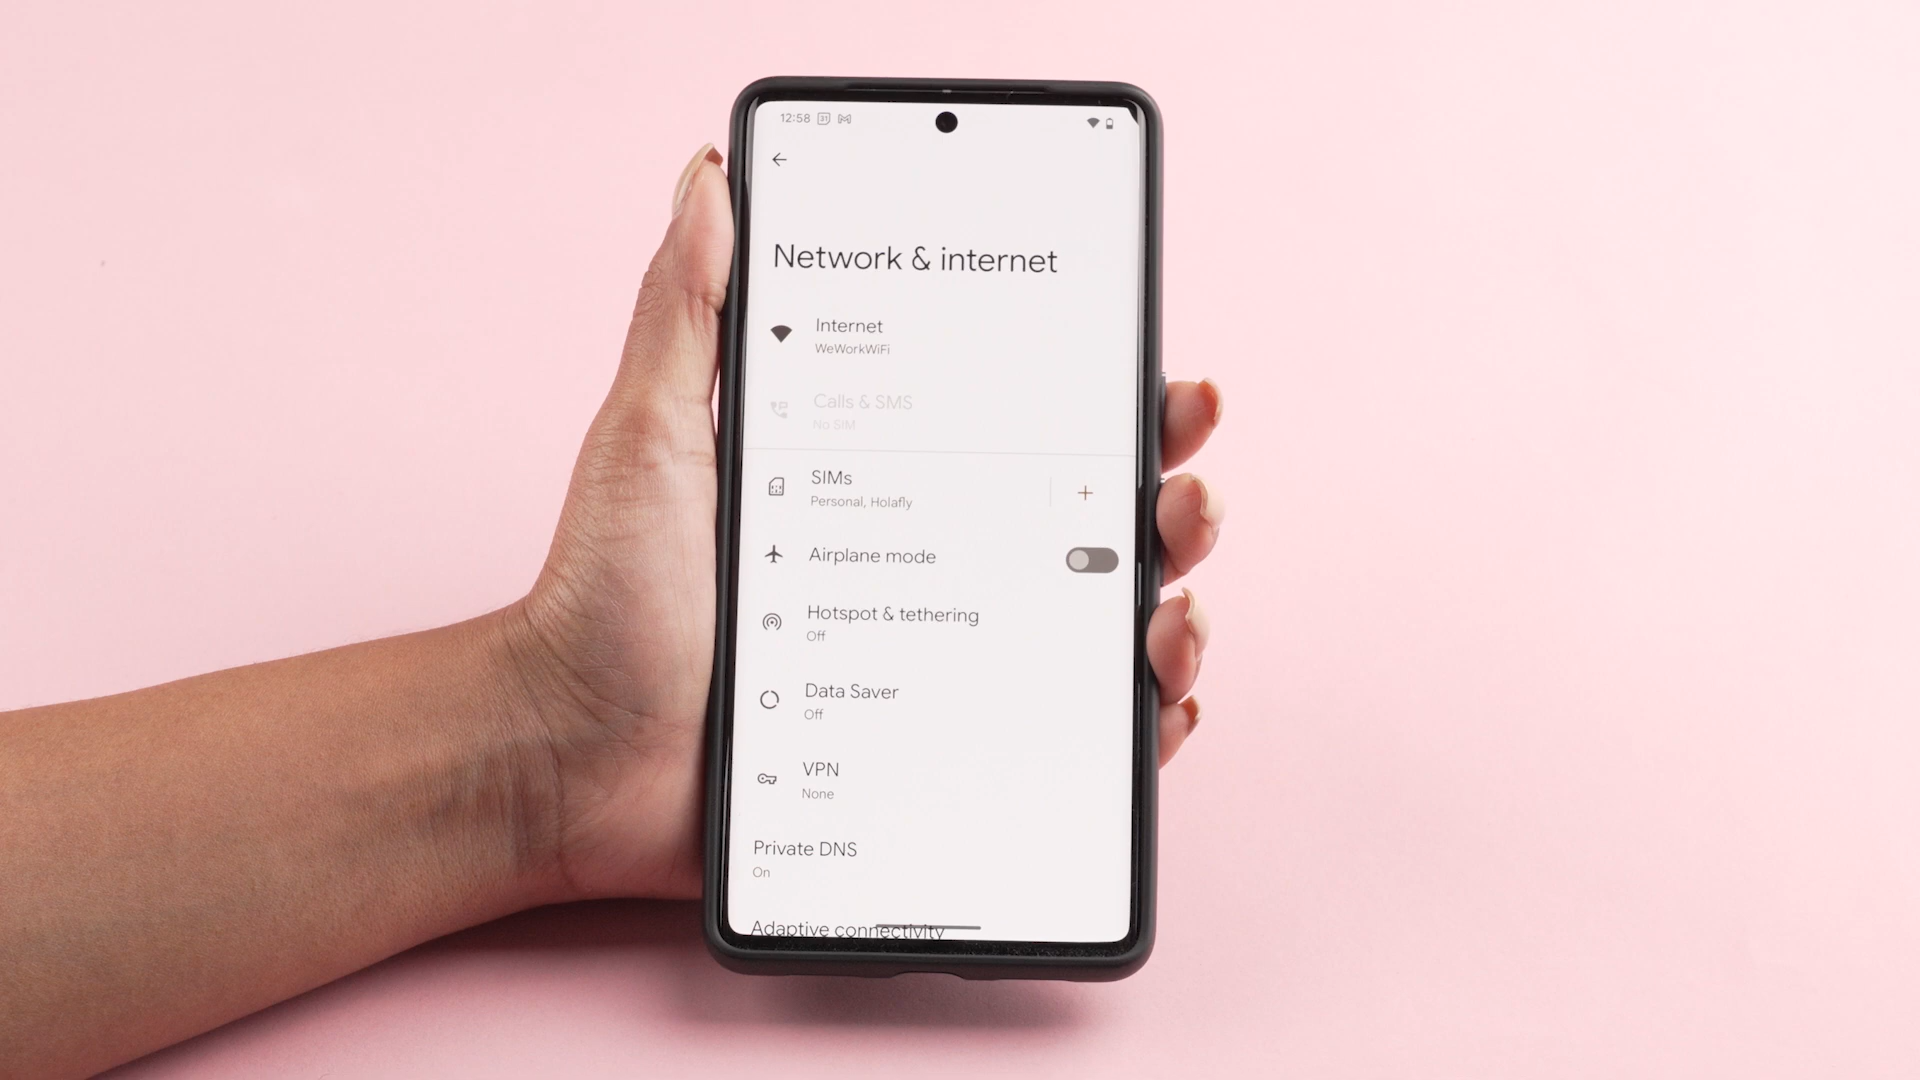 12:58 31
Network & internet
Internet
WeWorkWiFi
Calls & SMS
No SIM
SIMs
Personal, Holafly
Airplane mode
Hotspot & tethering
Off
Data Saver
Off
VPN
None
Private DNS
On
Adaptive connectivity